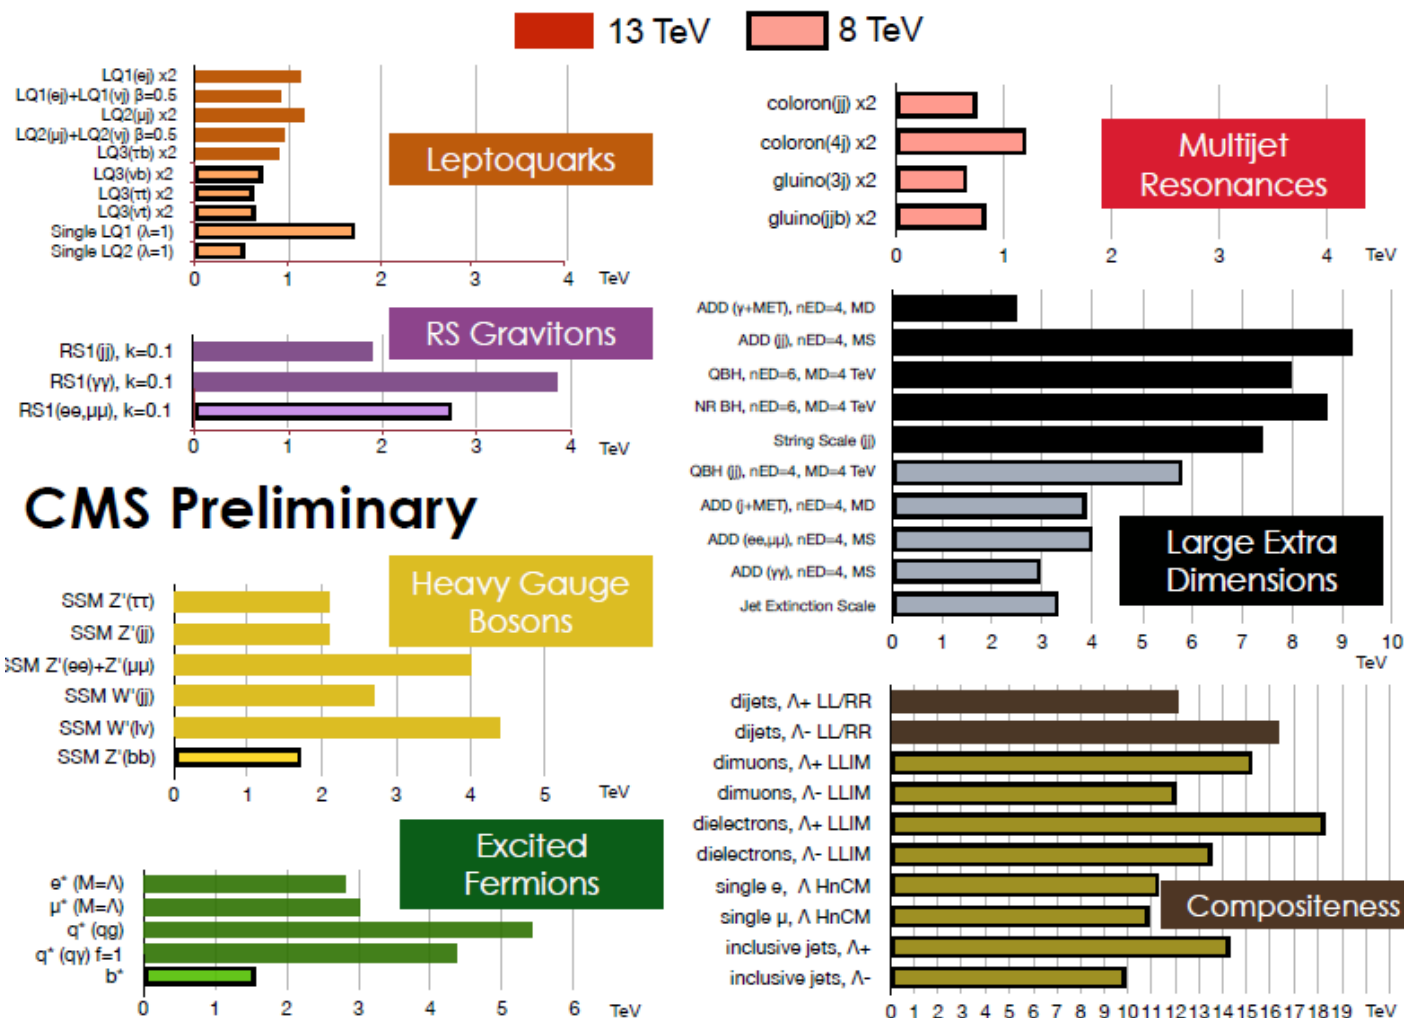 13 TeV 8 TeV
LQ1(ej) x2
LQ1(ej)+LQ1(νj) β=0.5
LQ2(μj) x2
LQ2(μj)+LQ2(νj) β=0.5
LQ3(τb) x2
LQ3(νb) x2
LQ3(ττ) x2
LQ3(ντ) x2
Single LQ1 (λ=1)
Single LQ2 (λ=1)
0 1 2 3 4 TeV
Leptoquarks
coloron(jj) x2
coloron(4j) x2
gluino(3j) x2
gluino(jjb) x2
0 1 2 3 4 TeV
Multijet
Resonances
RS Gravitons
RS1(jj), k=0.1
RS1(γγ), k=0.1
RS1(ee,μμ), k=0.1
0 1 2 3 4 TeV
ADD (γ+MET), nED=4, MD
ADD (jj), nED=4, MS
QBH, nED=6, MD=4 TeV
NR BH, nED=6, MD=4 TeV
String Scale (jj)
QBH (jj), nED=4, MD=4 TeV
ADD (j+MET), nED=4, MD
ADD (ee,μμ), nED=4, MS
ADD (γγ), nED=4, MS
Jet Extinction Scale
0 1 2 3 4 5 6 7 8 9 10
TeV
Large Extra
Dimensions
CMS Preliminary
Heavy Gauge
Bosons
SSM Z'(ττ)
SSM Z'(jj)
SSM Z'(ee)+Z'(μμ)
SSM W'(jj)
SSM W'(lv)
SSM Z'(bb)
0 1 2 3 4 5 TeV
Excited
Fermions
e* (M=Λ)
μ* (M=Λ)
q* (qg)
q* (qγ) f=1
b*
0 1 2 3 4 5 6 TeV
dijets, Λ+ LL/RR
dijets, Λ- LL/RR
dimuons, Λ+ LLIM
dimuons, Λ- LLIM
dielectrons, Λ+ LLIM
dielectrons, Λ- LLIM
single e, Λ HnCM
single μ, Λ HnCM
inclusive jets, Λ+
inclusive jets, Λ-
0 1 2 3 4 5 6 7 8 9 10 11 12 13 14 15 16 17 18 19 TeV
Compositeness